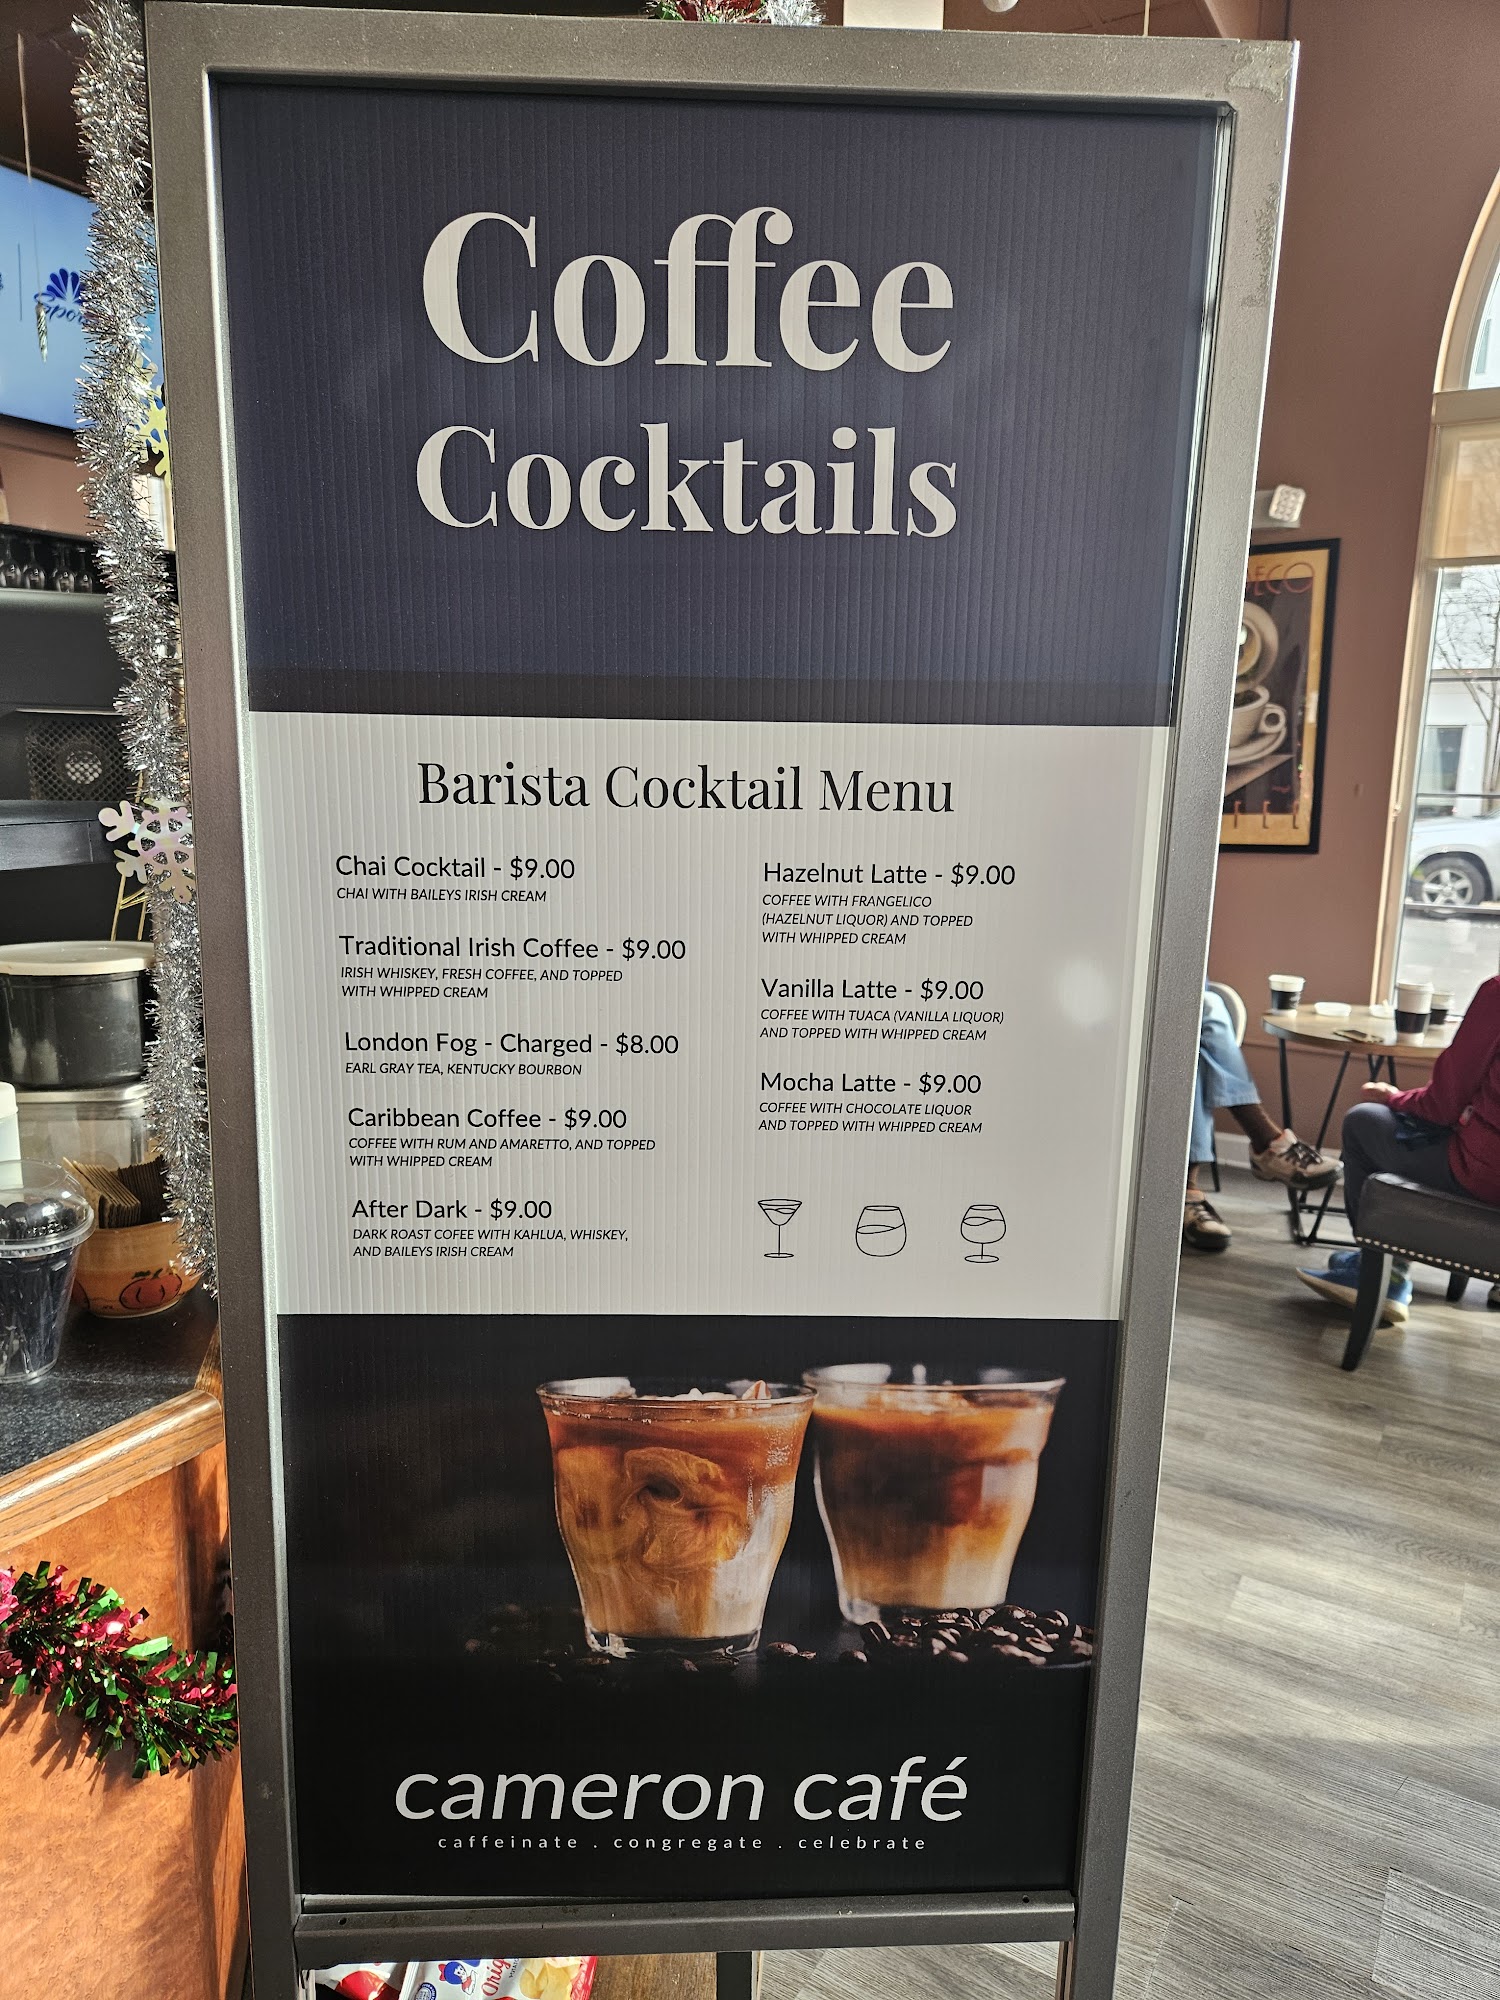 Coffee
Cocktails
Barista Cocktail Menu
Chai Cocktail - $9.00
CHAI WITH BAILEYS IRISH CREAM
Traditional Irish Coffee - $9.00
IRISH WHISKEY, FRESH COFFEE, AND TOPPED
WITH WHIPPED CREAM
London Fog - Charged - $8.00
EARL GRAY TEA, KENTUCKY BOURBON
Caribbean Coffee - $9.00
COFFEE WITH RUM AND AMARETTO, AND TOPPED
WITH WHIPPED CREAM
After Dark - $9.00
DARK ROAST COFEE WITH KAHLUA, WHISKEY,
AND BAILEYS IRISH CREAM
Hazelnut Latte - $9.00
COFFEE WITH FRANGELICO
(HAZELNUT LIQUOR) AND TOPPED
WITH WHIPPED CREAM
Vanilla Latte - $9.00
COFFEE WITH TUACA (VANILLA LIQUOR)
AND TOPPED WITH WHIPPED CREAM
Mocha Latte - $9.00
COFFEE WITH CHOCOLATE LIQUOR
AND TOPPED WITH WHIPPED CREAM
cameron café
caffeinate . congregate . celebrate